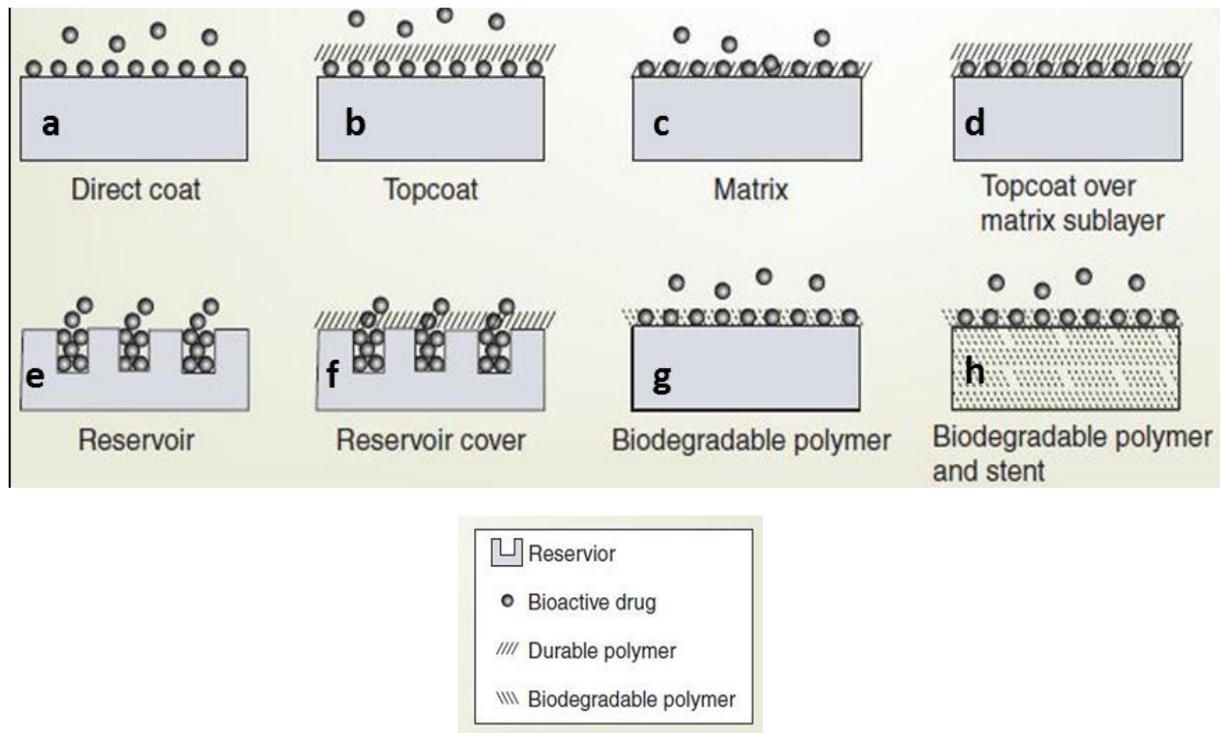 a
b
c
d
Direct coat
Topcoat
Matrix
Topcoat over
matrix sublayer
e
f
g
h
Reservoir
Reservoir cover
Biodegradable polymer
Biodegradable polymer
and stent
Reservior
Bioactive drug
Durable polymer
Biodegradable polymer